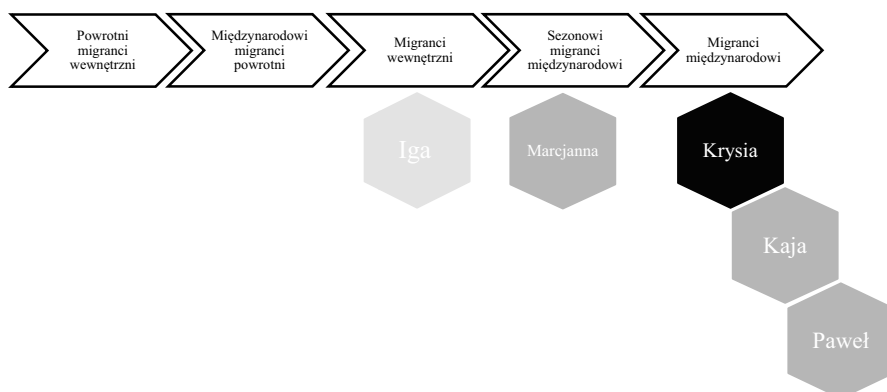 Powrotni
migranci
wewnętrzni
Międzynarodowi
migranci
powrotni
Migranci
wewnętrzni
Sezonowi
migranci
międzynarodowi
Migranci
międzynarodowi
Iga
Marcjanna
Krysia
Kaja
Paweł